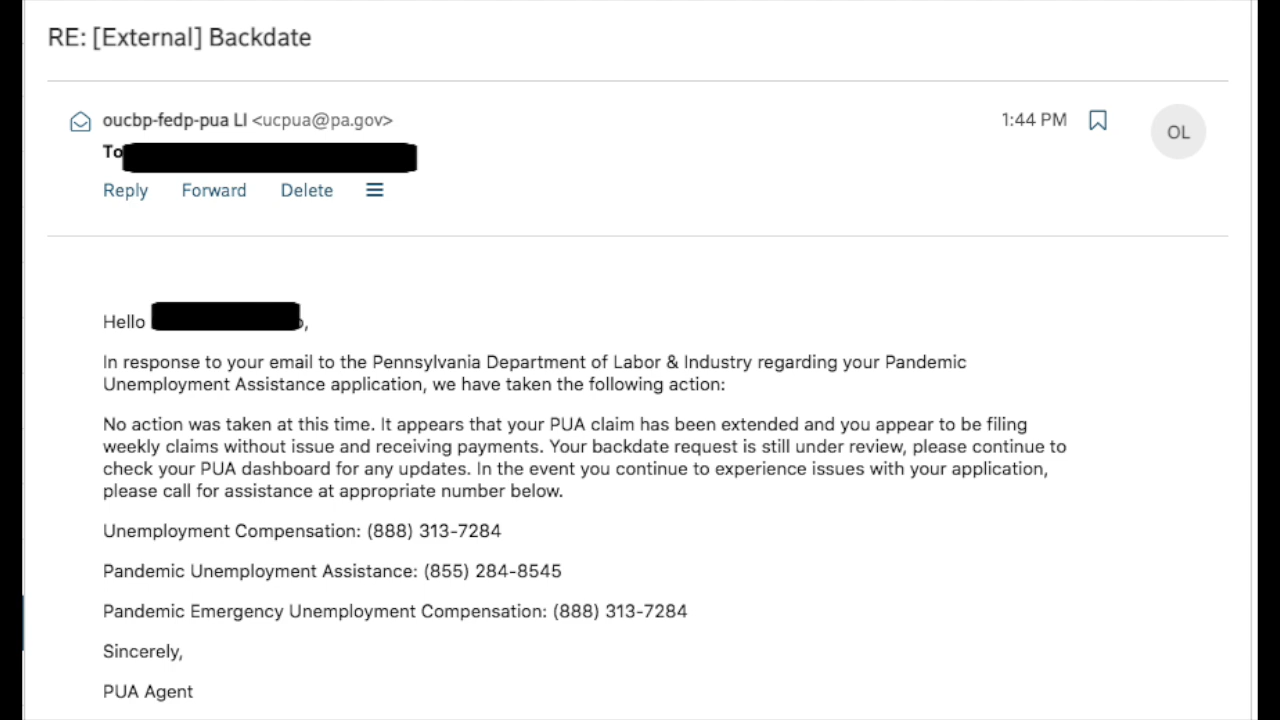 RE: [External] Backdate
oucbp-fedp-pua LI <ucpua@pa.gov>
1:44 PM
OL
To
Reply Forward Delete
Hello ,
In response to your email to the Pennsylvania Department of Labor & Industry regarding your Pandemic
Unemployment Assistance application, we have taken the following action:
No action was taken at this time. It appears that your PUA claim has been extended and you appear to be filing
weekly claims without issue and receiving payments. Your backdate request is still under review, please continue to
check your PUA dashboard for any updates. In the event you continue to experience issues with your application,
please call for assistance at appropriate number below.
Unemployment Compensation: (888) 313-7284
Pandemic Unemployment Assistance: (855) 284-8545
Pandemic Emergency Unemployment Compensation: (888) 313-7284
Sincerely,
PUA Agent